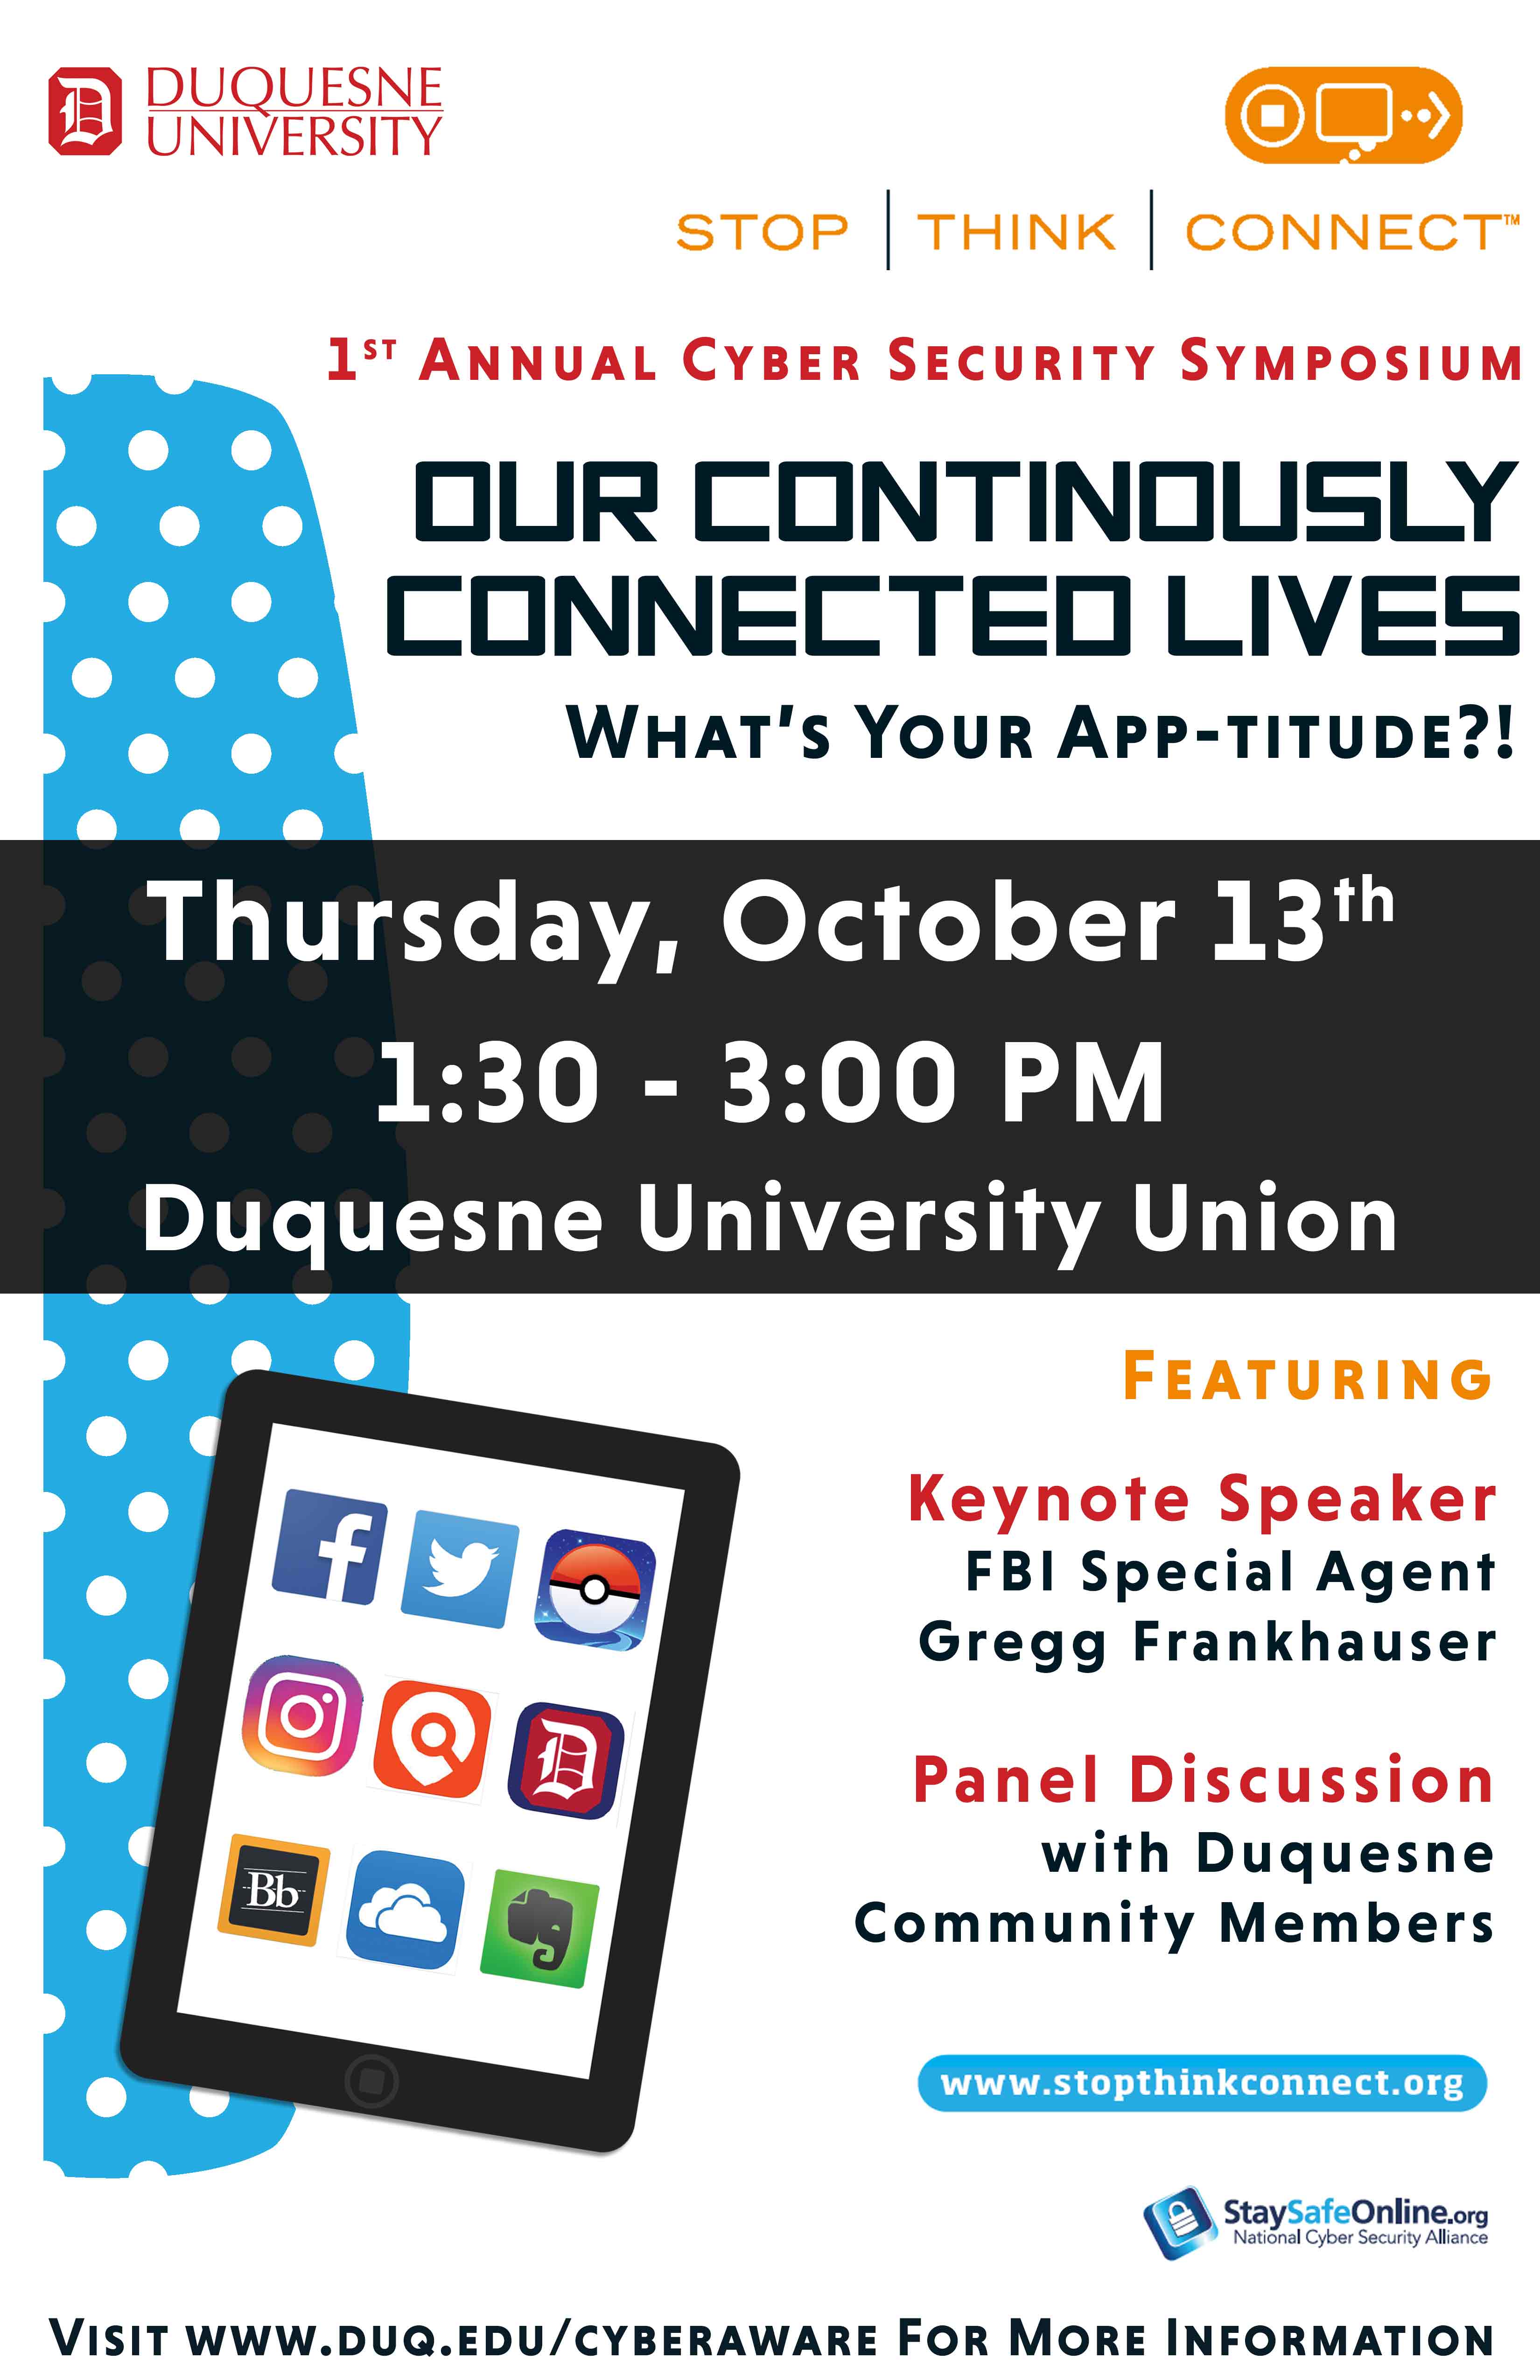 D DUQUESNE
UNIVERSITY
STOP | THINK | CONNECT™
1ST ANNUAL CYBER SECURITY SYMPOSIUM
OUR CONTINOUSLY
CONNECTED LIVES
WHAT'S YOUR APP-TITUDE?!
Thursday, October 13th
1:30 - 3:00 PM
Duquesne University Union
FEATURING
Keynote Speaker
FBI Special Agent
Gregg Frankhauser
Panel Discussion
with Duquesne
Community Members
f
D
Bb
www.stopthinkconnect.org
StaySafeOnline.org
National Cyber Security Alliance
VISIT WWW.DUQ.EDU/CYBERAWARE FOR MORE INFORMATION